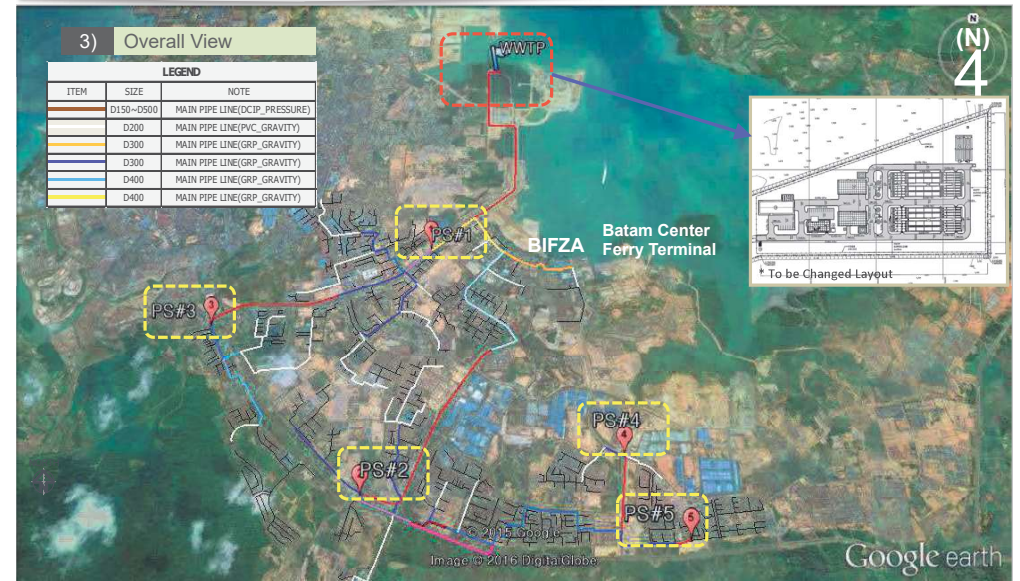 3) Overall View
LEGEND
ITEM SIZE NOTE
D150~D500 MAIN PIPE LINE(DCIP_PRESSURE)
D200 MAIN PIPE LINE(PVC_GRAVITY)
D300 MAIN PIPE LINE(GRP_GRAVITY)
D300 MAIN PIPE LINE(GRP_GRAVITY)
D400 MAIN PIPE LINE(GRP_GRAVITY)
D400 MAIN PIPE LINE(GRP_GRAVITY)
WWTP
N
(N)
4
* To be Changed Layout
PS#1
BIFZA
Batam Center
Ferry Terminal
PS#3
3
PS#4
4
PS#2
PS#5
5
© 2015 Google
Image © 2016 DigitalGlobe
Google earth